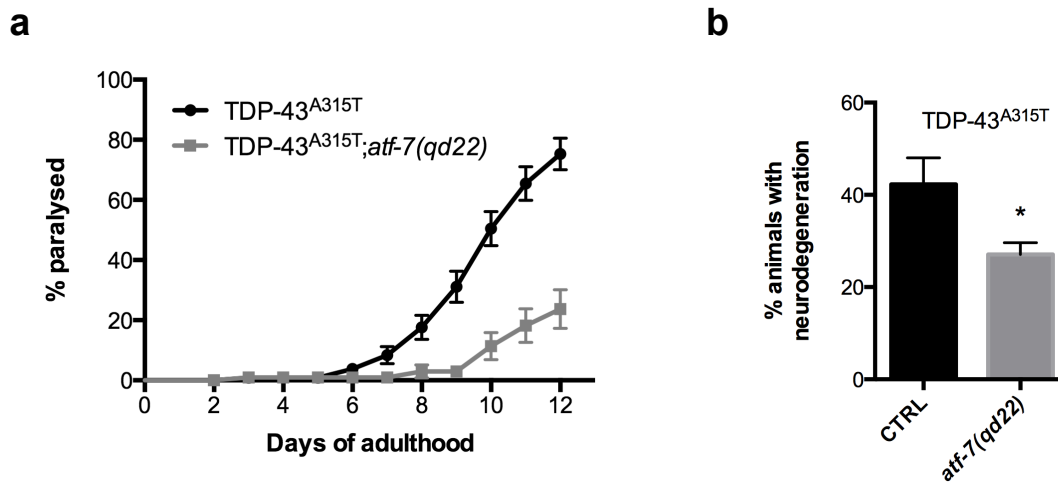 a
100
80
60
40
20
0
% paralysed
TDP-43A315T
TDP-43A315T;atf-7(qd22)
0 2 4 6 8 10 12
Days of adulthood
b
60
40
20
0
% animals with
neurodegeneration
TDP-43A315T
*
CTRL
atf-7(qd22)